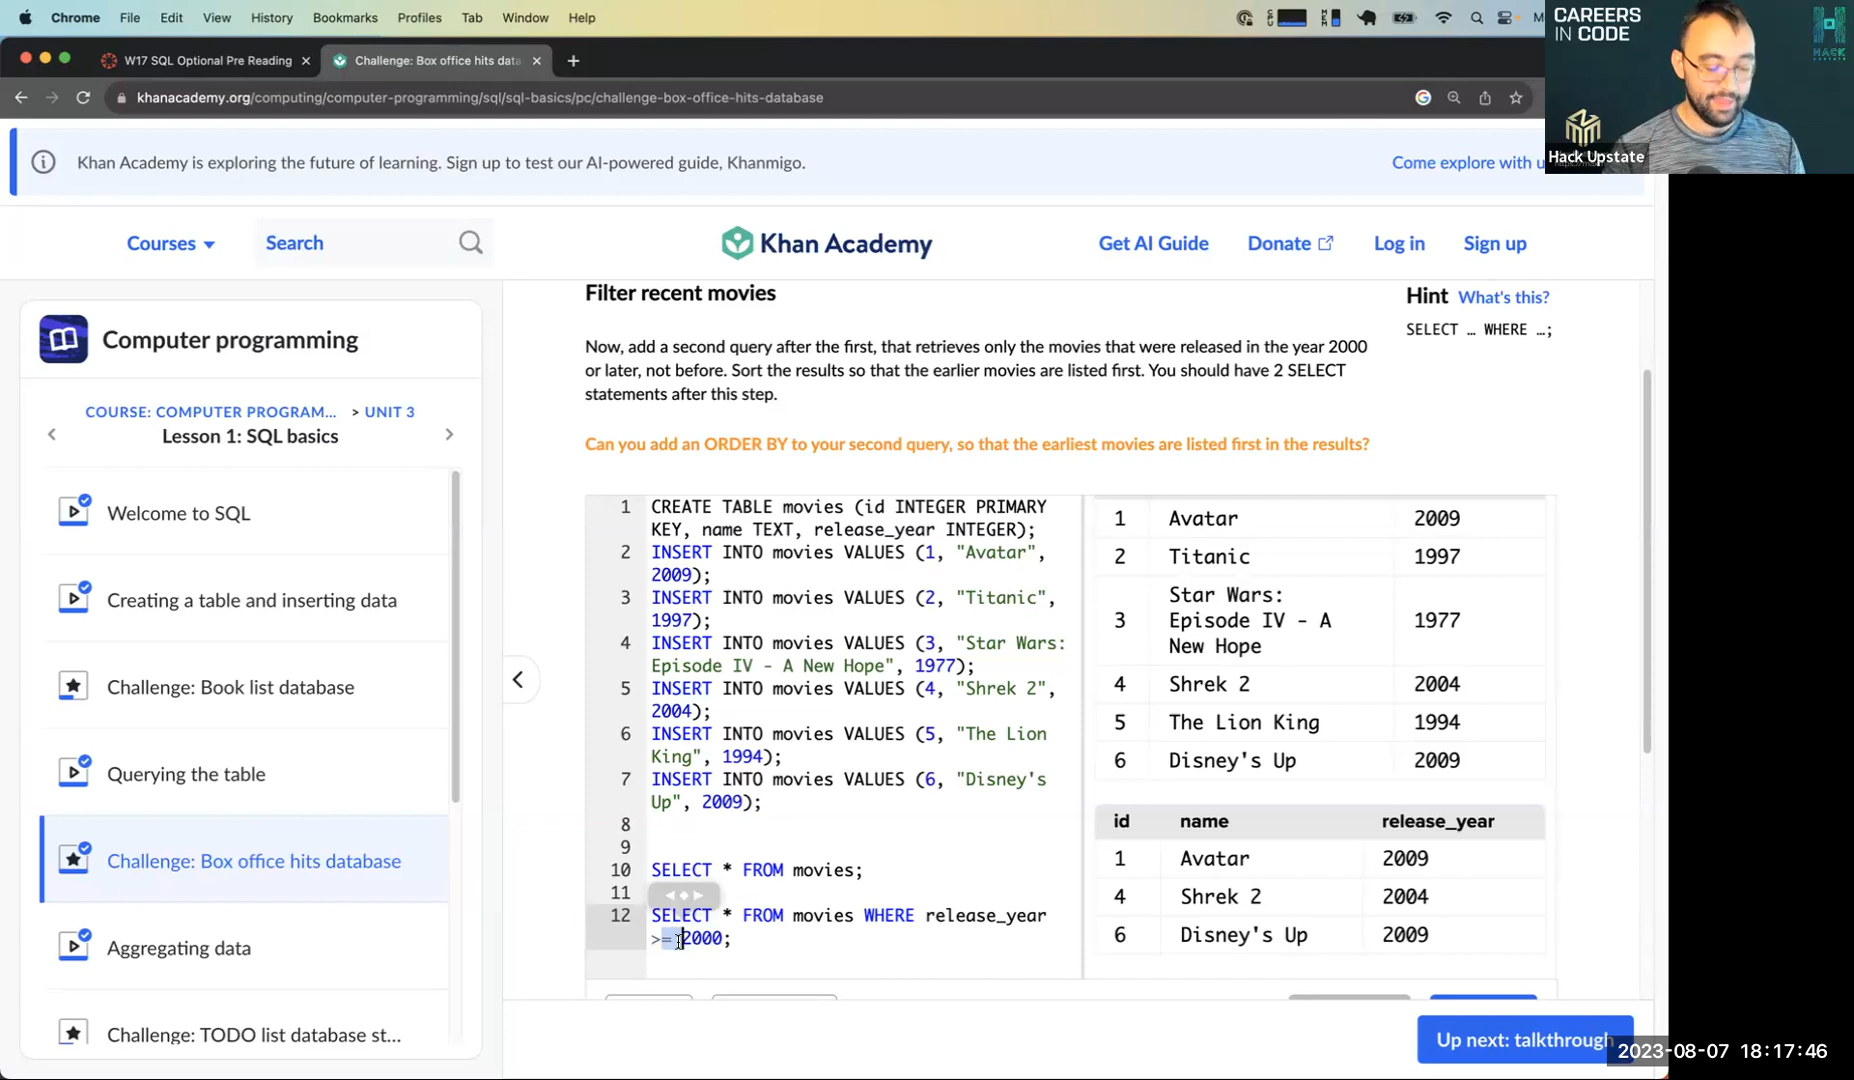 Chrome File Edit View History Bookmarks Profiles Tab Window Help
W17 SQL Optional Pre Reading
Challenge: Box office hits data
khanacademy.org/computing/computer-programming/sql/sql-basics/pc/challenge-box-office-hits-database
CAREERS
IN CODE
HACK
Hack Upstate
Khan Academy is exploring the future of learning. Sign up to test our AI-powered guide, Khanmigo.
Come explore with u
Courses
Search
Khan Academy
Get AI Guide
Donate
Log in
Sign up
Computer programming
COURSE: COMPUTER PROGRAM... > UNIT 3
Lesson 1: SQL basics
Welcome to SQL
Creating a table and inserting data
Challenge: Book list database
Querying the table
Challenge: Box office hits database
Aggregating data
Challenge: TODO list database st...
Filter recent movies
Now, add a second query after the first, that retrieves only the movies that were released in the year 2000
or later, not before. Sort the results so that the earlier movies are listed first. You should have 2 SELECT
statements after this step.
Can you add an ORDER BY to your second query, so that the earliest movies are listed first in the results?
Hint What's this?
SELECT … WHERE …;
1 CREATE TABLE movies (id INTEGER PRIMARY
KEY, name TEXT, release_year INTEGER);
2 INSERT INTO movies VALUES (1, "Avatar",
2009);
3 INSERT INTO movies VALUES (2, "Titanic",
1997);
4 INSERT INTO movies VALUES (3, "Star Wars:
Episode IV - A New Hope", 1977);
5 INSERT INTO movies VALUES (4, "Shrek 2",
2004);
6 INSERT INTO movies VALUES (5, "The Lion
King", 1994);
7 INSERT INTO movies VALUES (6, "Disney's
Up", 2009);
8
9
10 SELECT * FROM movies;
11
12 SELECT * FROM movies WHERE release_year
>= 2000;
1 Avatar 2009
2 Titanic 1997
3 Star Wars:
Episode IV - A
New Hope 1977
4 Shrek 2 2004
5 The Lion King 1994
6 Disney's Up 2009
id name release_year
1 Avatar 2009
4 Shrek 2 2004
6 Disney's Up 2009
Up next: talkthrough
2023-08-07 18:17:46